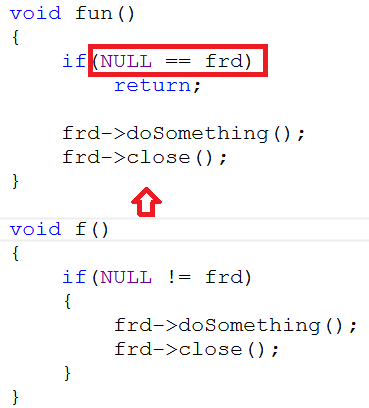 void fun()
{
    if(NULL == frd)
        return;

    frd->doSomething();
    frd->close();
}
void f()
{
    if(NULL != frd)
    {
        frd->doSomething();
        frd->close();
    }
}